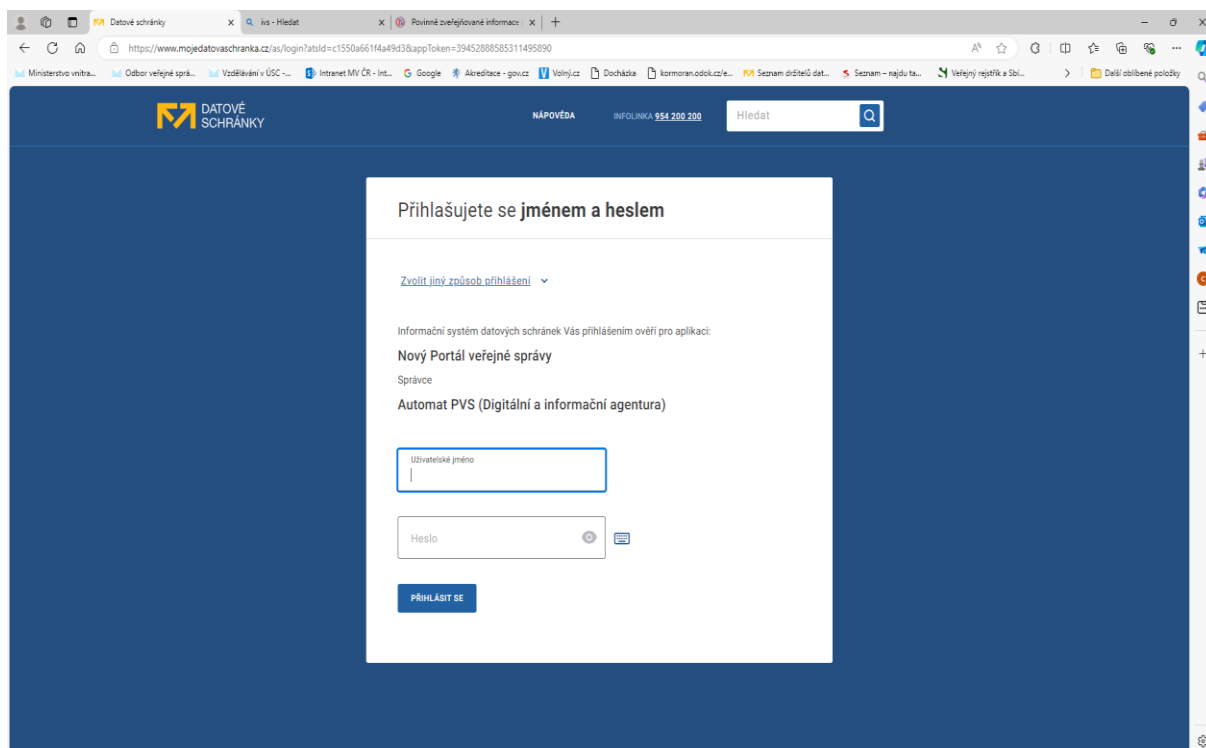 Datové schránky
ivs - Hledat
Povinně zveřejňované informace
https://www.mojedatovaschranka.cz/as/login?atsId=c1550a661f4a49d3&appToken=39452888585311495890
Ministerstvo vnitra... Odbor veřejné sprá... Vzdělávání v ÚSC -... Intranet MV ČR - Int... Google Akreditace - gov.cz Volný.cz Docházka kormoran.odok.cz/e... Seznam držitelů dat... Seznam – najdu ta... Veřejný rejstřík a Sbí... Další oblíbené položky
DATOVÉ
SCHRÁNKY
NÁPOVĚDA INFOLINKA 954 200 200 Hledat
Přihlašujete se jménem a heslem
Zvolit jiný způsob přihlášení
Informační systém datových schránek Vás přihlášením ověří pro aplikaci:
Nový Portál veřejné správy
Správce
Automat PVS (Digitální a informační agentura)
Uživatelské jméno
Heslo
PŘIHLÁSIT SE